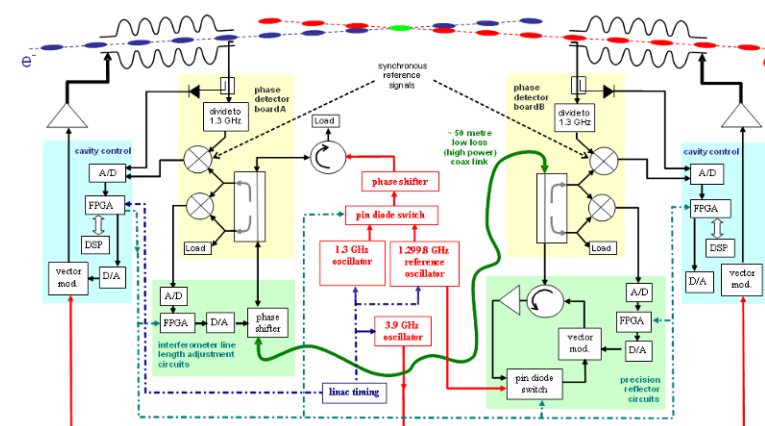 e⁻
synchronous
reference
signals
phase
detector
boardA
divide to
1.3 GHz
Load
cavity control
A/D
FPGA
DSP
D/A
vector
mod.
Load
A/D
FPGA
D/A
phase
shifter
interferometer line
length adjustment
circuits
phase shifter
pin diode switch
1.3 GHz
oscillator
1.299.8 GHz
reference
oscillator
3.9 GHz
oscillator
linac timing
~ 50 metre
low loss
(high power)
coax link
phase
detector
boardB
divide to
1.3 GHz
Load
cavity control
A/D
FPGA
DSP
D/A
vector
mod.
A/D
FPGA
D/A
vector
mod.
pin diode
switch
precision
reflector
circuits